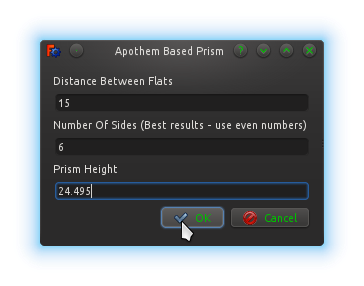 Apothem Based Prism
Distance Between Flats
15
Number Of Sides (Best results - use even numbers)
6
Prism Height
24.495
OK
Cancel